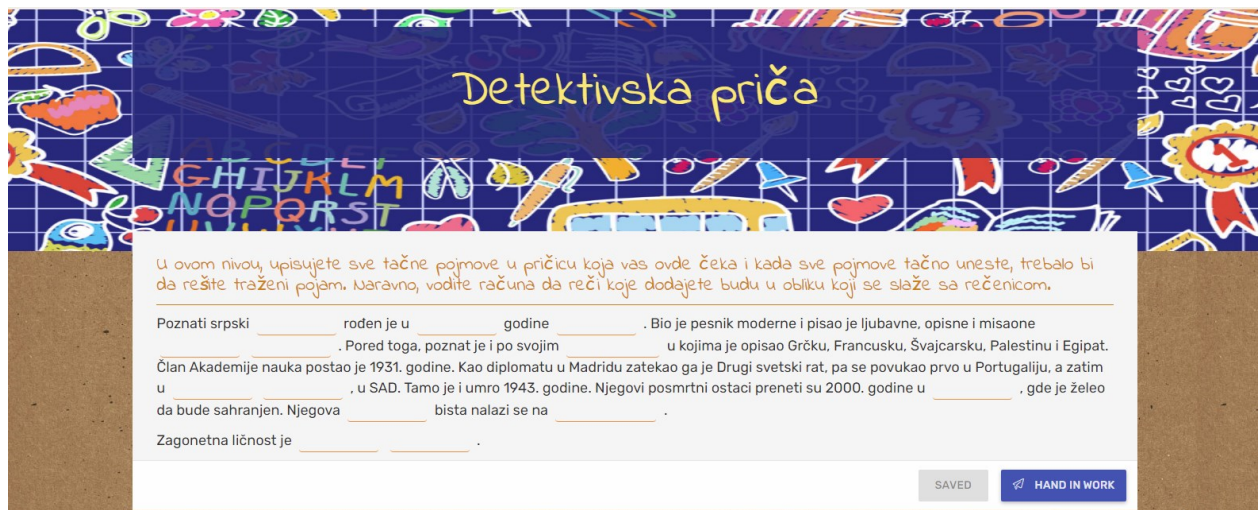 Detektivska priča
GHIJKLM
NOPQRST
U ovom nivou, upisujete sve tačne pojmove u pričicu koja vas ovde čeka i kada sve pojmove tačno uneste, trebalo bi
da rešite traženi pojam. Naravno, vodite računa da reči koje dodajete budu u obliku koji se slaže sa rečenicom.
Poznati srpski rođen je u godine . Bio je pesnik moderne i pisao je ljubavne, opisne i misaone
. Pored toga, poznat je i po svojim u kojima je opisao Grčku, Francusku, Švajcarsku, Palestinu i Egipat.
Član Akademije nauka postao je 1931. godine. Kao diplomatu u Madridu zatekao ga je Drugi svetski rat, pa se povukao prvo u Portugaliju, a zatim
u , u SAD. Tamo je i umro 1943. godine. Njegovi posmrtni ostaci preneti su 2000. godine u , gde je želeo
da bude sahranjen. Njegova bista nalazi se na .
Zagonetna ličnost je .
SAVED HAND IN WORK